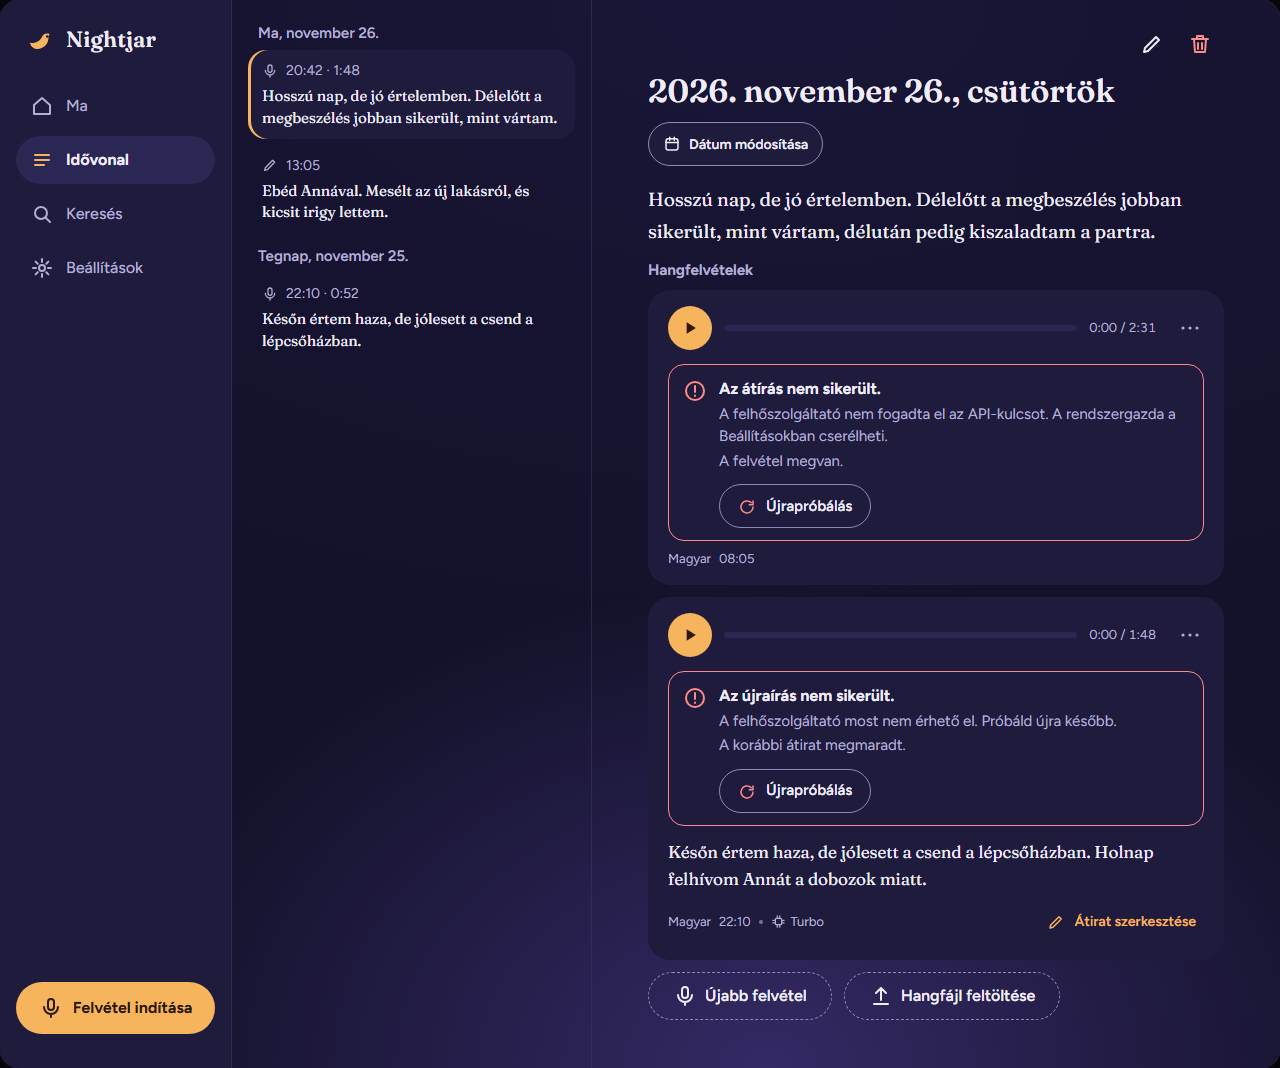 Nightjar
Ma
Idővonal
Keresés
Beállítások
Felvétel indítása
Ma, november 26.
20:42 · 1:48
Hosszú nap, de jó értelemben. Délelőtt a
megbeszélés jobban sikerült, mint vártam.
13:05
Ebéd Annával. Mesélt az új lakásról, és
kicsit irigy lettem.
Tegnap, november 25.
22:10 · 0:52
Későn értem haza, de jólesett a csend a
lépcsőházban.
2026. november 26., csütörtök
Dátum módosítása
Hosszú nap, de jó értelemben. Délelőtt a megbeszélés jobban
sikerült, mint vártam, délután pedig kiszaladtam a partra.
Hangfelvételek
0:00 / 2:31
Az átírás nem sikerült.
A felhőszolgáltató nem fogadta el az API-kulcsot. A rendszergazda a
Beállításokban cserélheti.
A felvétel megvan.
Újrapróbálás
Magyar 08:05
0:00 / 1:48
Az újraírás nem sikerült.
A felhőszolgáltató most nem érhető el. Próbáld újra később.
A korábbi átirat megmaradt.
Újrapróbálás
Későn értem haza, de jólesett a csend a lépcsőházban. Holnap
felhívom Annát a dobozok miatt.
Magyar 22:10 • Turbo
Átirat szerkesztése
Újabb felvétel
Hangfájl feltöltése